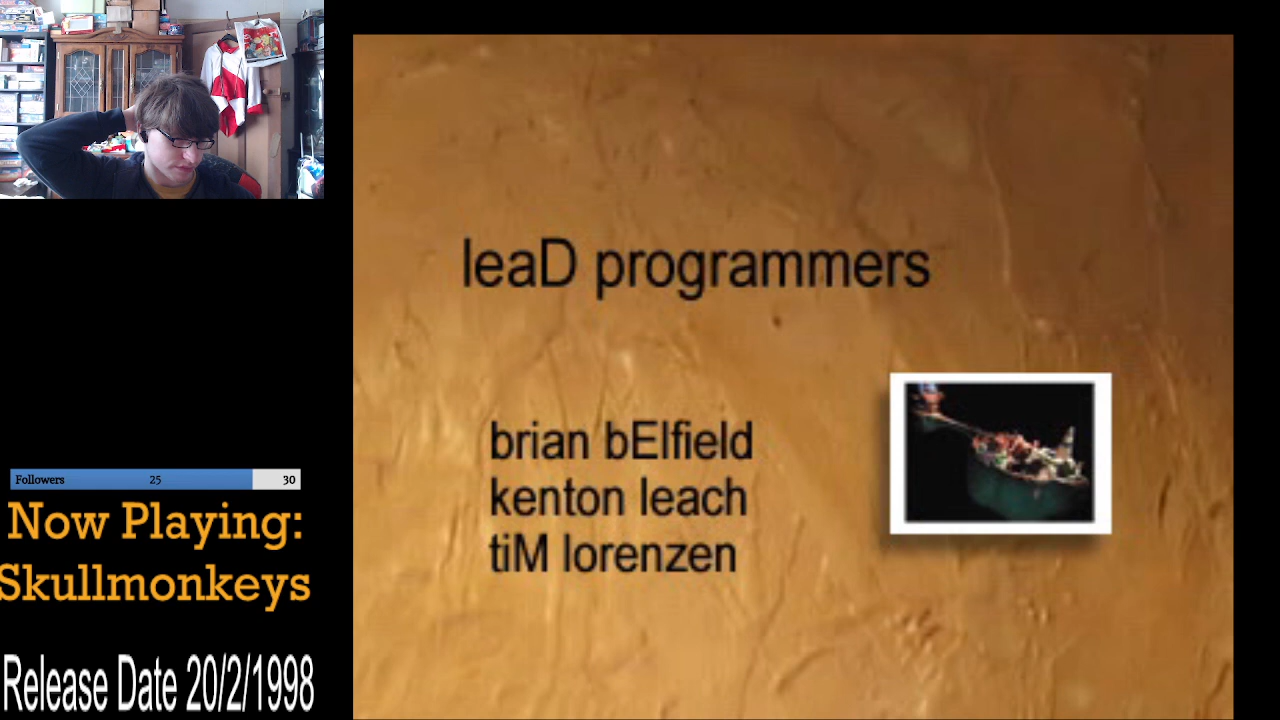 leaD programmers
brian bElfield
kenton leach
tiM lorenzen
Followers 25 30
Now Playing:
Skullmonkeys
Release Date 20/2/1998